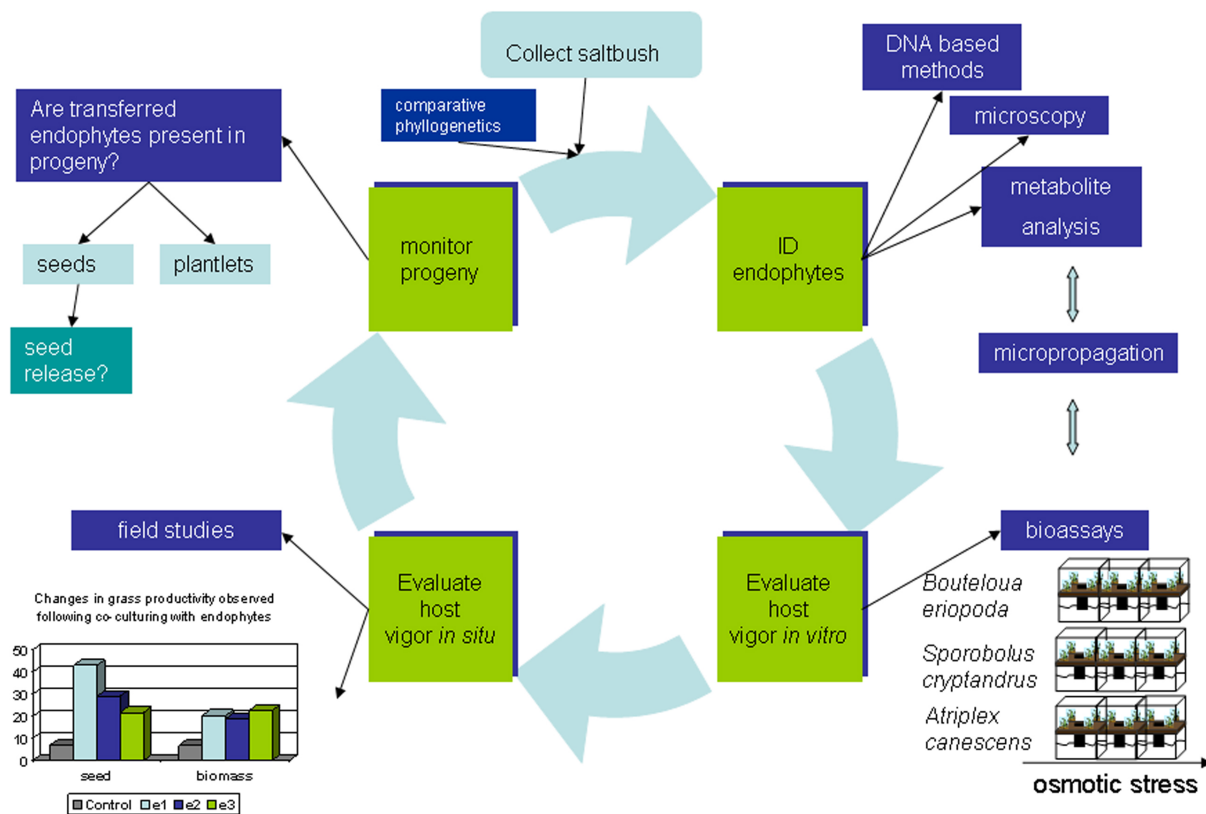 Collect saltbush
comparative
phyllogenetics
DNA based
methods
microscopy
metabolite
analysis
micropropagation
Are transferred
endophytes present in
progeny?
seeds
plantlets
seed
release?
monitor
progeny
ID
endophytes
field studies
Evaluate
host
vigor in situ
Evaluate
host
vigor in vitro
bioassays
Bouteloua
eriopoda
Sporobolus
cryptandrus
Atriplex
canescens
osmotic stress
Changes in grass productivity observed
following co-culturing with endophytes
50
40
30
20
10
0
seed
biomass
Control e1 e2 e3